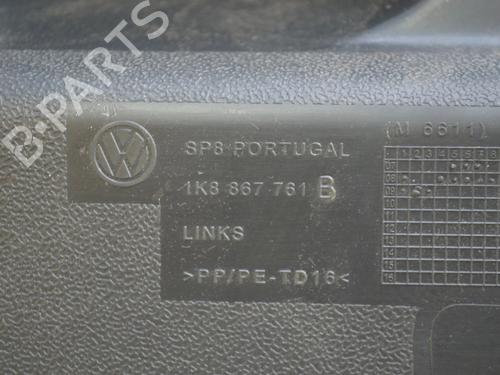 B-PARTS
SP8 PORTUGAL
1K8 867 761 B
LINKS
>PP/PE-TD16<
(M 6611)